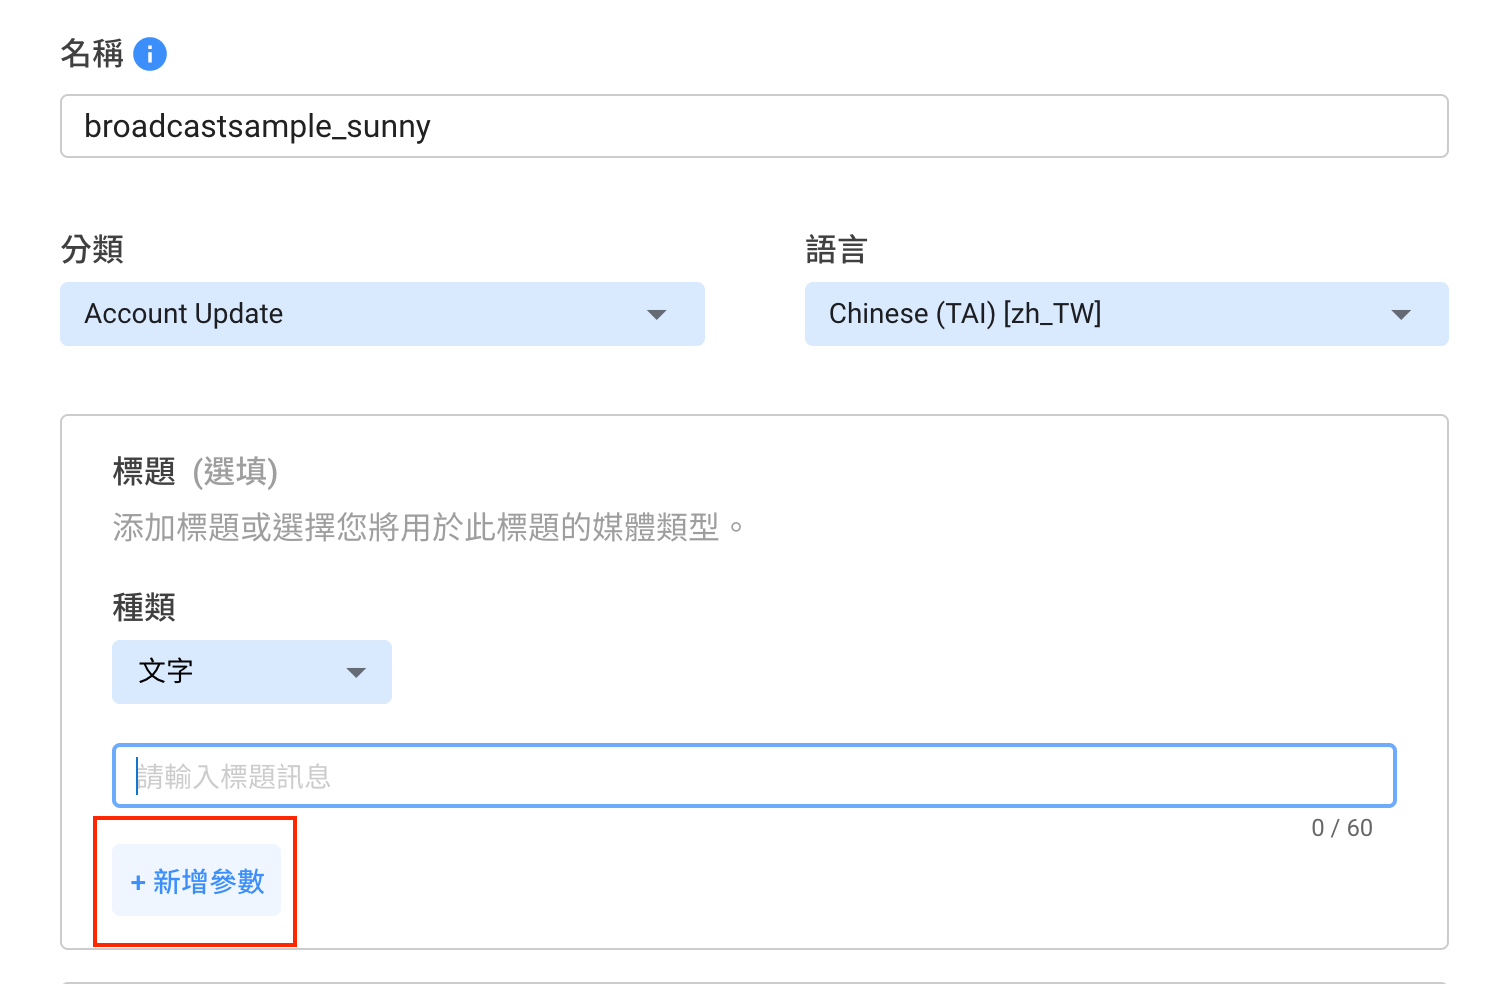 名稱
broadcastsample_sunny
分類
語言
Account Update
Chinese (TAI) [zh_TW]
標題 (選填)
添加標題或選擇您將用於此標題的媒體類型。
種類
文字
請輸入標題訊息
0 / 60
+ 新增參數